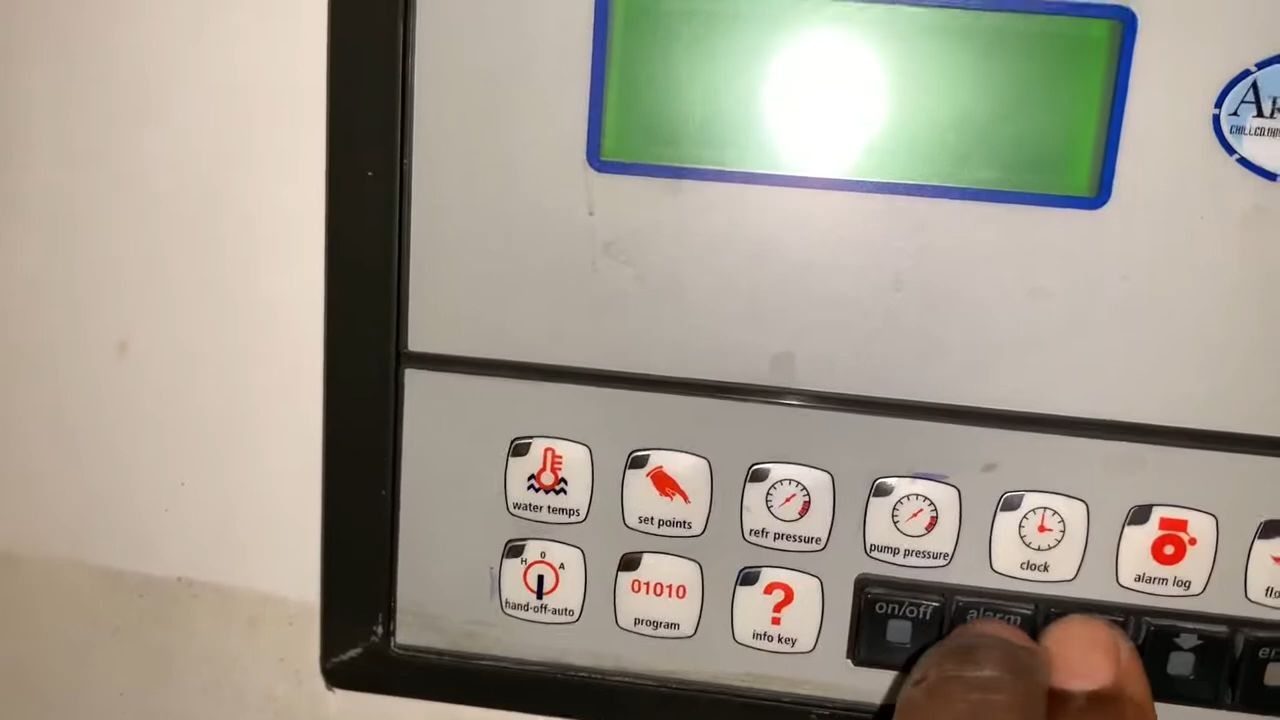 water temps
set points
refr pressure
pump pressure
clock
alarm log
H O A
hand-off-auto
01010
program
?
info key
on/off
alarm